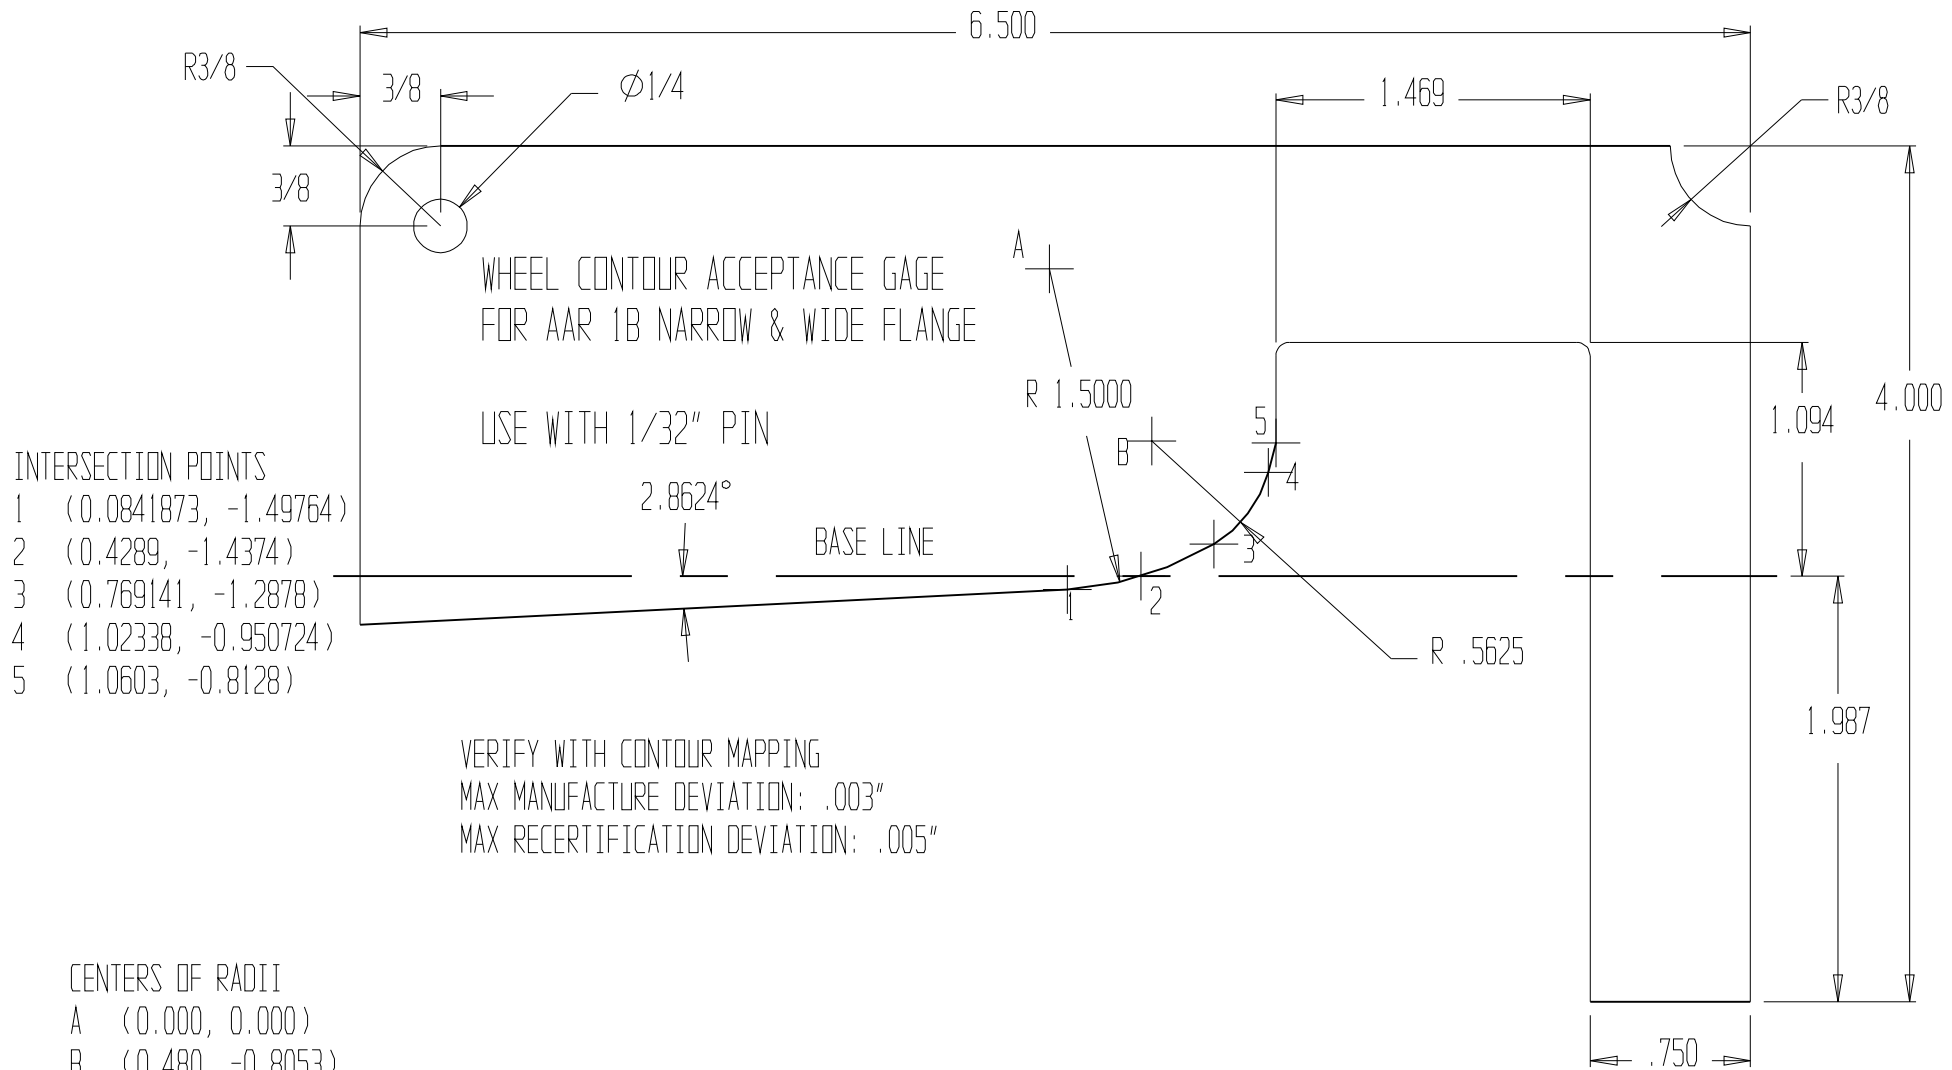 6.500
R3/8
3/8
Ø1/4
1.469
R3/8
3/8
A
WHEEL CONTOUR ACCEPTANCE GAGE
FOR AAR 1B NARROW & WIDE FLANGE
R 1.5000
4.000
1.094
5
USE WITH 1/32" PIN
B
INTERSECTION POINTS
1 (0.0841873, -1.49764)
2 (0.4289, -1.4374)
3 (0.769141, -1.2878)
4 (1.02338, -0.950724)
5 (1.0603, -0.8128)
4
2.8624°
BASE LINE
3
1
2
R .5625
1.987
VERIFY WITH CONTOUR MAPPING
MAX MANUFACTURE DEVIATION: .003"
MAX RECERTIFICATION DEVIATION: .005"
CENTERS OF RADII
A (0.000, 0.000)
B (0.480, -0.8053)
.750